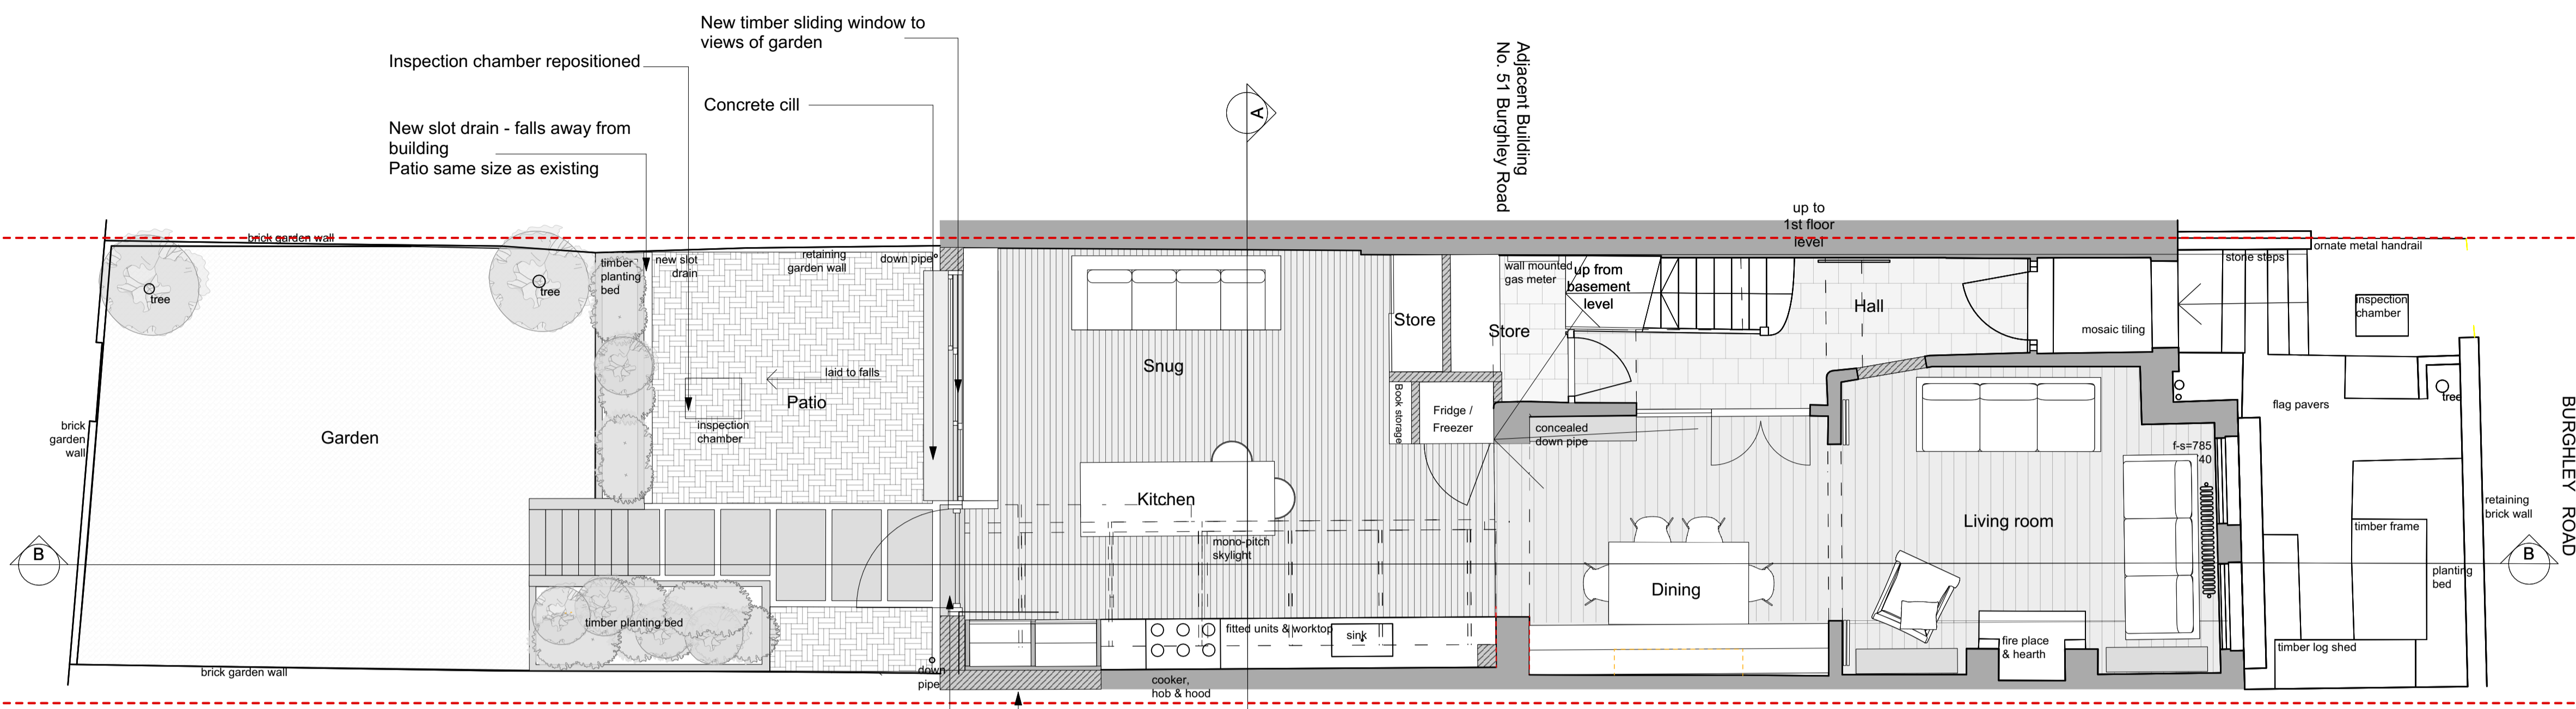 New timber sliding window to
views of garden
Inspection chamber repositioned
Concrete cill
New slot drain - falls away from
building
Patio same size as existing
A
Adjacent Building
No. 51 Burghley Road
up to
1st floor
level
brick garden wall
timber
planting
bed
new slot
drain
retaining
garden wall
down pipe
wall mounted
gas meter
up from
basement
level
ornate metal handrail
stone steps
tree
tree
Hall
inspection
chamber
Store
Store
mosaic tiling
Snug
laid to falls
Patio
inspection
chamber
Book storage
Fridge /
Freezer
concealed
down pipe
flag pavers
tree
Garden
brick
garden
wall
f-s=785
'40
BURGHLEY ROAD
Kitchen
mono-pitch
skylight
Living room
retaining
brick wall
timber frame
B
B
planting
bed
Dining
timber planting bed
fitted units & worktop
sink
fire place
& hearth
timber log shed
brick garden wall
down
pipe
cooker,
hob & hood